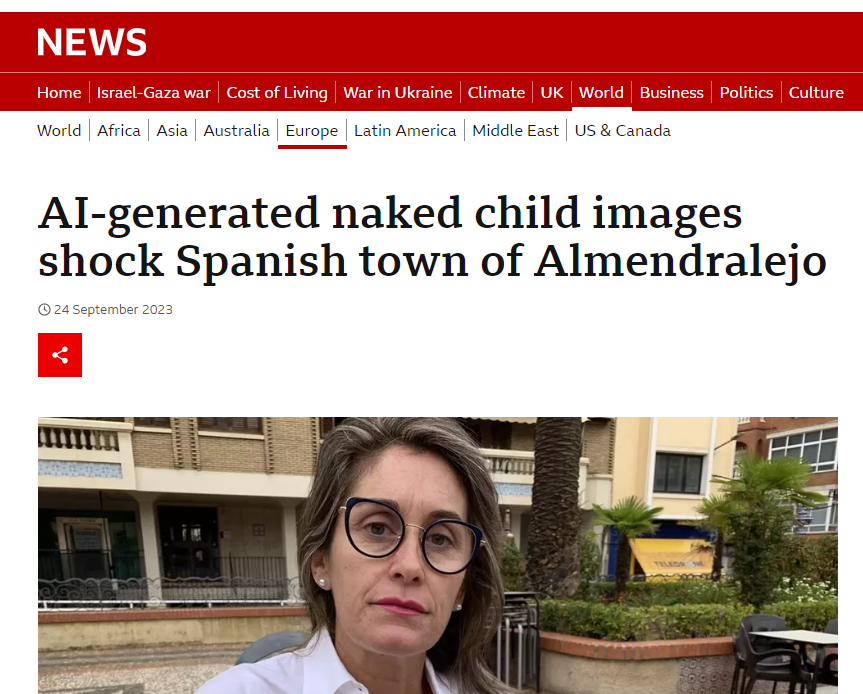 NEWS
Home Israel-Gaza war Cost of Living War in Ukraine Climate UK World Business Politics Culture
World Africa Asia Australia Europe Latin America Middle East US & Canada
AI-generated naked child images
shock Spanish town of Almendralejo
24 September 2023